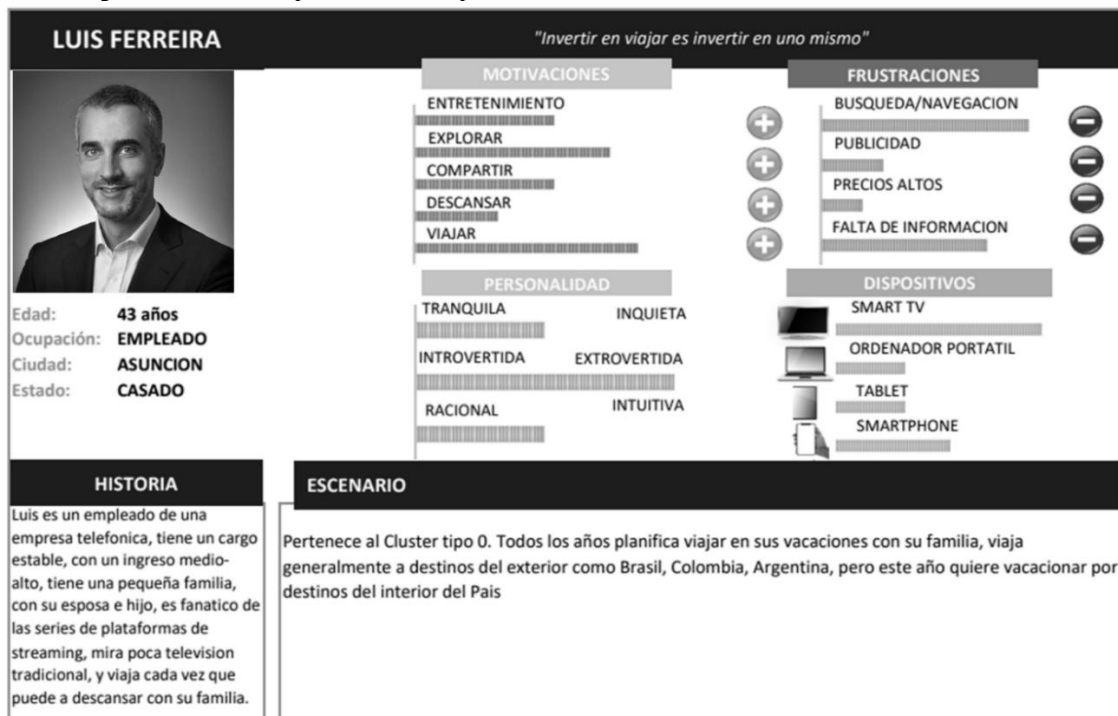 LUIS FERREIRA
"Invertir en viajar es invertir en uno mismo"
MOTIVACIONES
ENTRETENIMIENTO
EXPLORAR
COMPARTIR
DESCANSAR
VIAJAR
FRUSTRACIONES
BUSQUEDA/NAVEGACION
PUBLICIDAD
PRECIOS ALTOS
FALTA DE INFORMACION
Edad: 43 años
Ocupación: EMPLEADO
Ciudad: ASUNCION
Estado: CASADO
PERSONALIDAD
TRANQUILA INQUIETA
INTROVERTIDA EXTROVERTIDA
RACIONAL INTUITIVA
DISPOSITIVOS
SMART TV
ORDENADOR PORTATIL
TABLET
SMARTPHONE
HISTORIA
Luis es un empleado de una
empresa telefonica, tiene un cargo
estable, con un ingreso medio-
alto, tiene una pequeña familia,
con su esposa e hijo, es fanatico de
las series de plataformas de
streaming, mira poca television
tradicional, y viaja cada vez que
puede a descansar con su familia.
ESCENARIO
Pertenece al Cluster tipo 0. Todos los años planifica viajar en sus vacaciones con su familia, viaja
generalmente a destinos del exterior como Brasil, Colombia, Argentina, pero este año quiere vacacionar por
destinos del interior del Pais